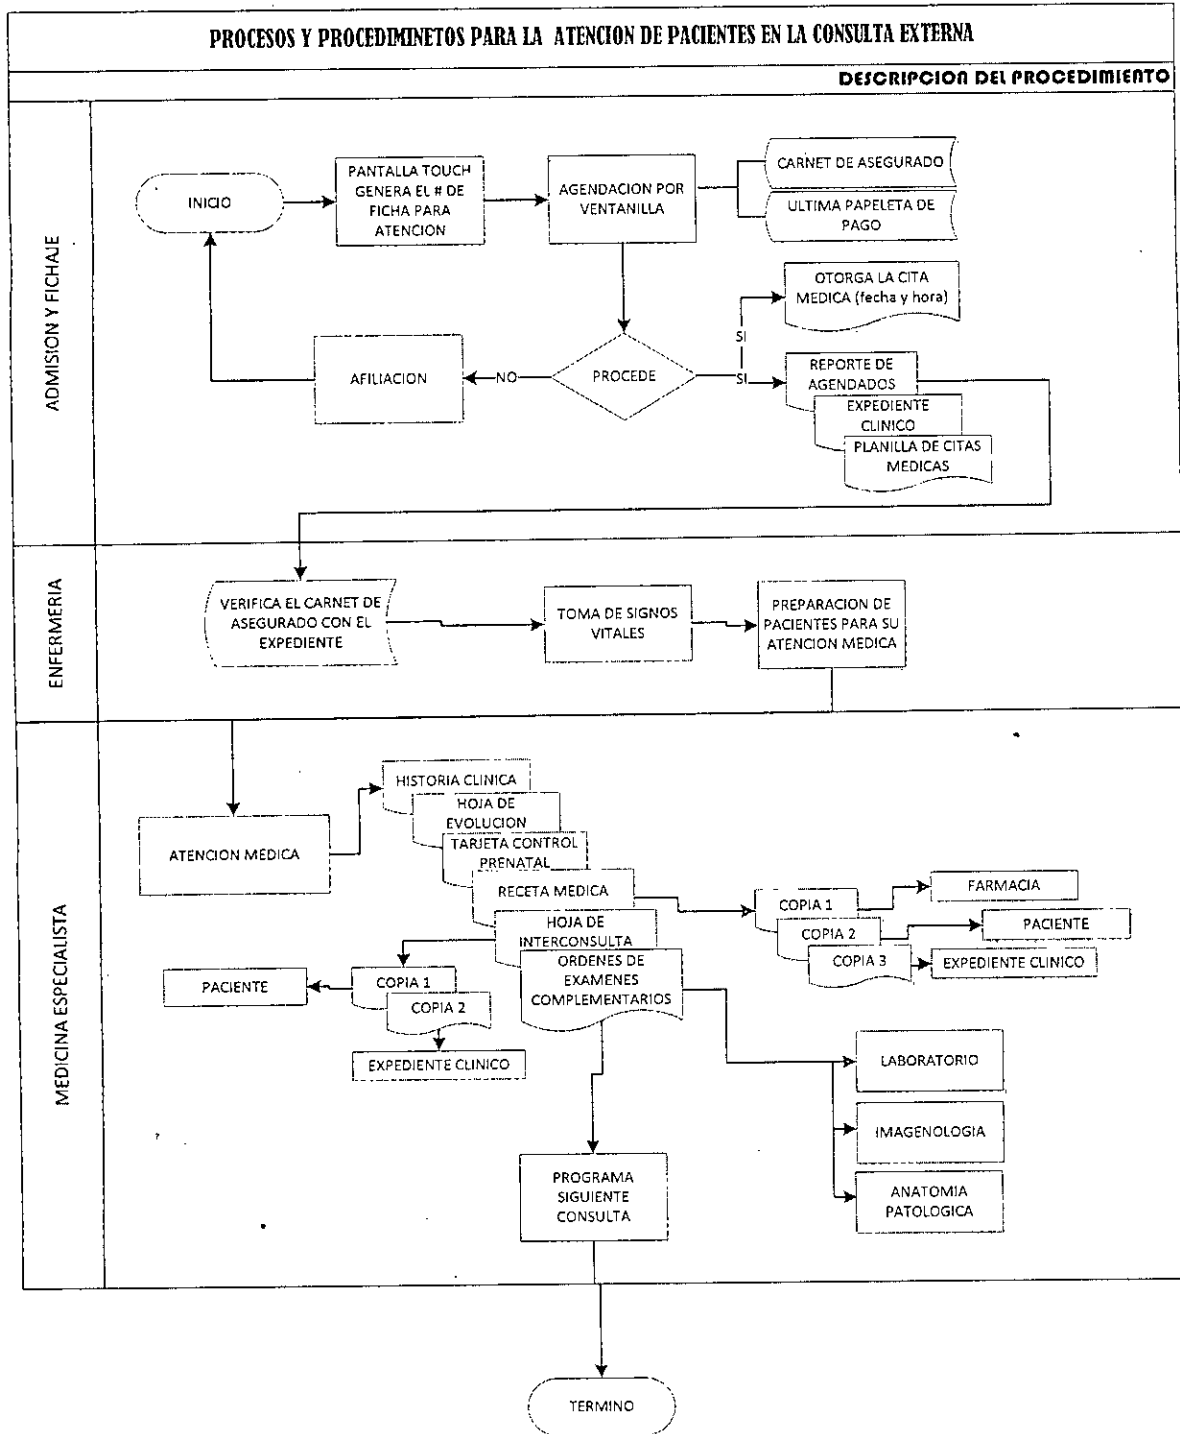 PROCESOS Y PROCEDIMINETOS PARA LA ATENCION DE PACIENTES EN LA CONSULTA EXTERNA
DESCRIPCION DEL PROCEDIMIENTO
ADMISION Y FICHAJE
INICIO
PANTALLA TOUCH
GENERA EL # DE
FICHA PARA
ATENCION
AGENDACION POR
VENTANILLA
CARNET DE ASEGURADO
ULTIMA PAPELETA DE
PAGO
OTORGA LA CITA
MEDICA (fecha y hora)
SI
AFILIACION
NO
PROCEDE
SI
REPORTE DE
AGENDADOS
EXPEDIENTE
CLINICO
PLANILLA DE CITAS
MEDICAS
ENFERMERIA
VERIFICA EL CARNET DE
ASEGURADO CON EL
EXPEDIENTE
TOMA DE SIGNOS
VITALES
PREPARACION DE
PACIENTES PARA SU
ATENCION MEDICA
MEDICINA ESPECIALISTA
ATENCION MEDICA
HISTORIA CLINICA
HOJA DE
EVOLUCION
TARJETA CONTROL
PRENATAL
RECETA MEDICA
HOJA DE
INTERCONSULTA
ORDENES DE
EXAMENES
COMPLEMENTARIOS
COPIA 1
FARMACIA
COPIA 2
PACIENTE
COPIA 3
EXPEDIENTE CLINICO
PACIENTE
COPIA 1
COPIA 2
EXPEDIENTE CLINICO
LABORATORIO
IMAGENOLOGIA
ANATOMIA
PATOLOGICA
PROGRAMA
SIGUIENTE
CONSULTA
TERMINO